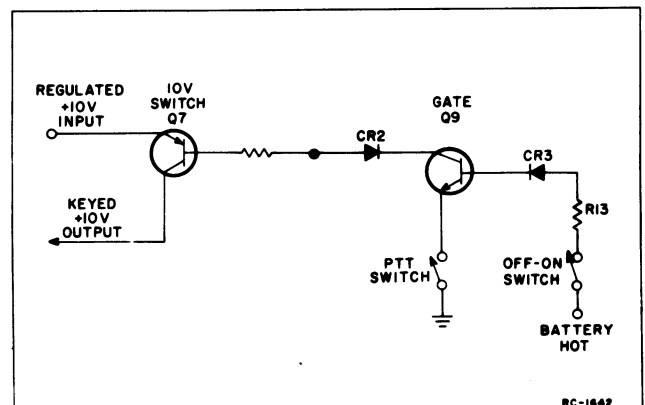 REGULATED
+10V
INPUT
10V
SWITCH
Q7
GATE
Q9
CR2
CR3
R13
KEYED
+10V
OUTPUT
PTT
SWITCH
OFF-ON
SWITCH
BATTERY
HOT
RC-1642